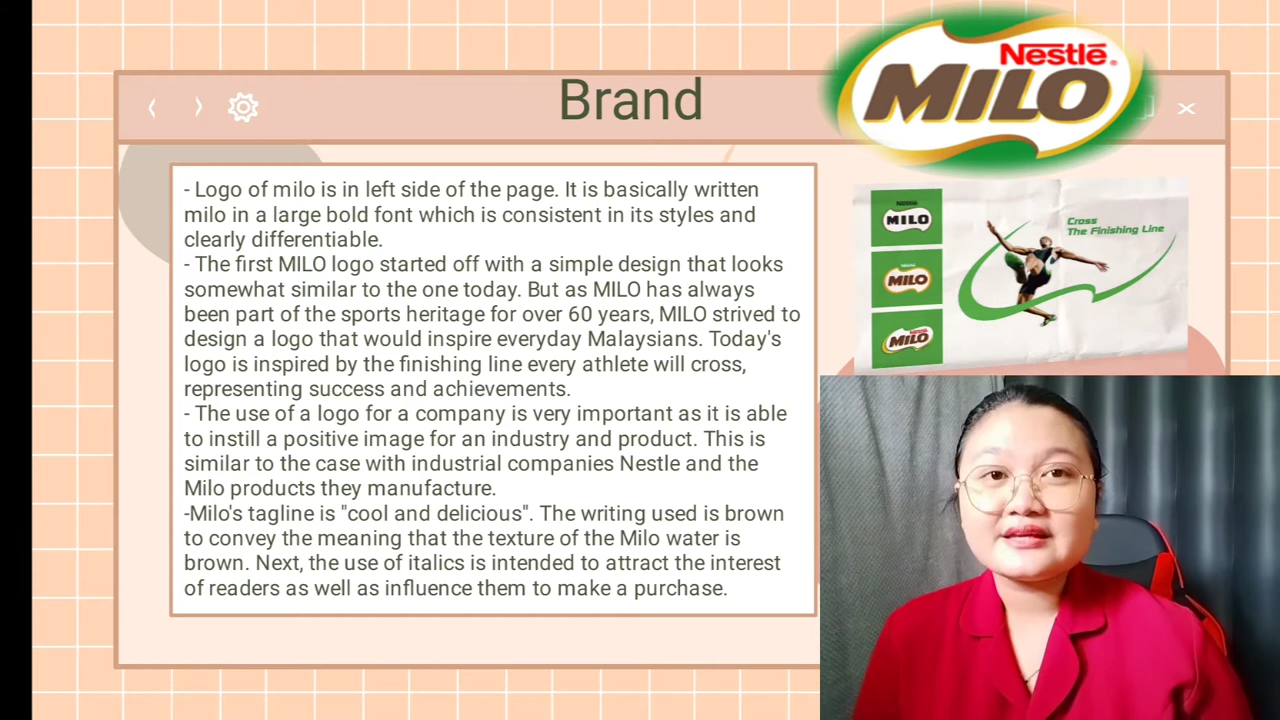 Brand
Nestlé®
MILO
- Logo of milo is in left side of the page. It is basically written
milo in a large bold font which is consistent in its styles and
clearly differentiable.
- The first MILO logo started off with a simple design that looks
somewhat similar to the one today. But as MILO has always
been part of the sports heritage for over 60 years, MILO strived to
design a logo that would inspire everyday Malaysians. Today's
logo is inspired by the finishing line every athlete will cross,
representing success and achievements.
- The use of a logo for a company is very important as it is able
to instill a positive image for an industry and product. This is
similar to the case with industrial companies Nestle and the
Milo products they manufacture.
-Milo's tagline is "cool and delicious". The writing used is brown
to convey the meaning that the texture of the Milo water is
brown. Next, the use of italics is intended to attract the interest
of readers as well as influence them to make a purchase.
MILO
MILO
MILO
Cross
The Finishing Line